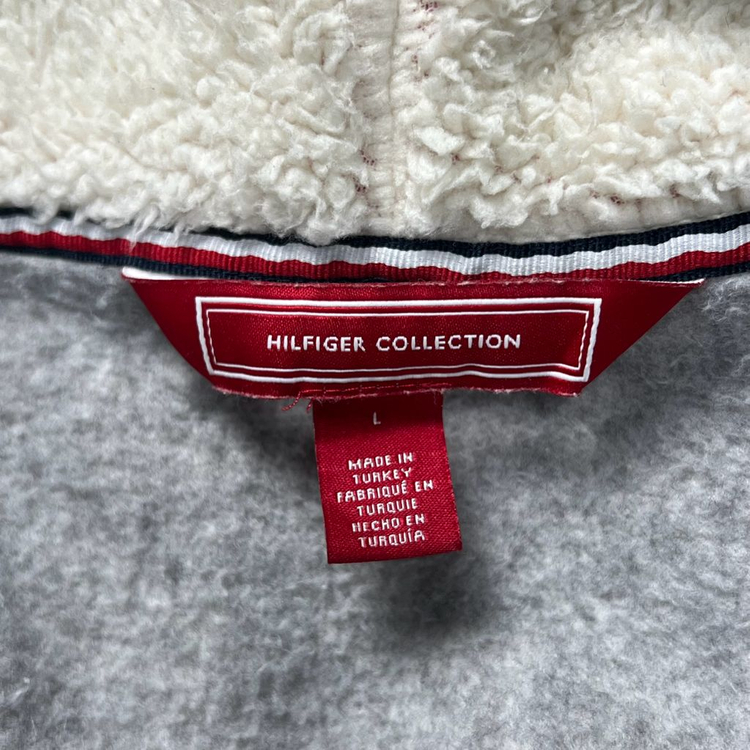 HILFIGER COLLECTION
L
MADE IN
TURKEY
FABRIQUÉ EN
TURQUIE
HECHO EN
TURQUÍA